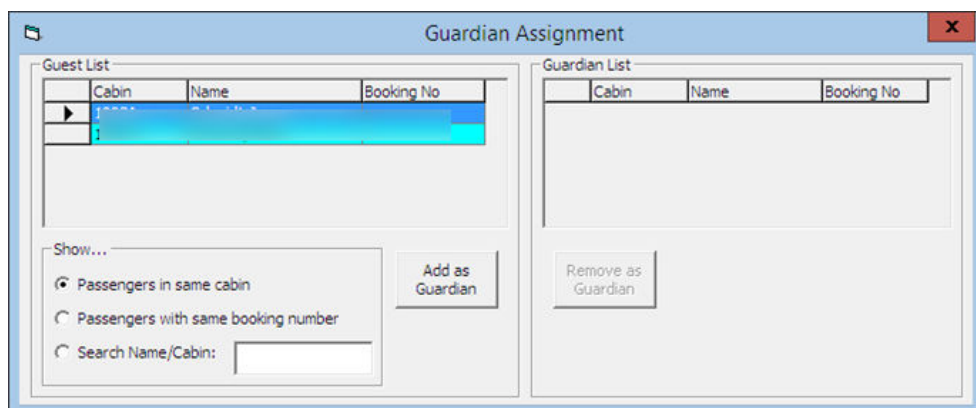 Guardian Assignment
x
Guest List
Cabin Name Booking No
Show...
Passengers in same cabin
Passengers with same booking number
Search Name/Cabin:
Add as
Guardian
Guardian List
Cabin Name Booking No
Remove as
Guardian